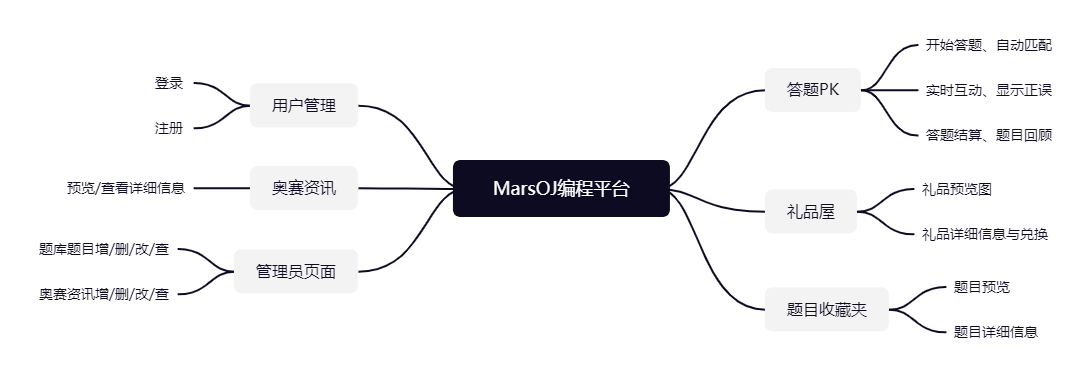 MarsOJ编程平台
用户管理
登录
注册
奥赛资讯
预览/查看详细信息
管理员页面
题库题目增/删/改/查
奥赛资讯增/删/改/查
答题PK
开始答题、自动匹配
实时互动、显示正误
答题结算、题目回顾
礼品屋
礼品预览图
礼品详细信息与兑换
题目收藏夹
题目预览
题目详细信息